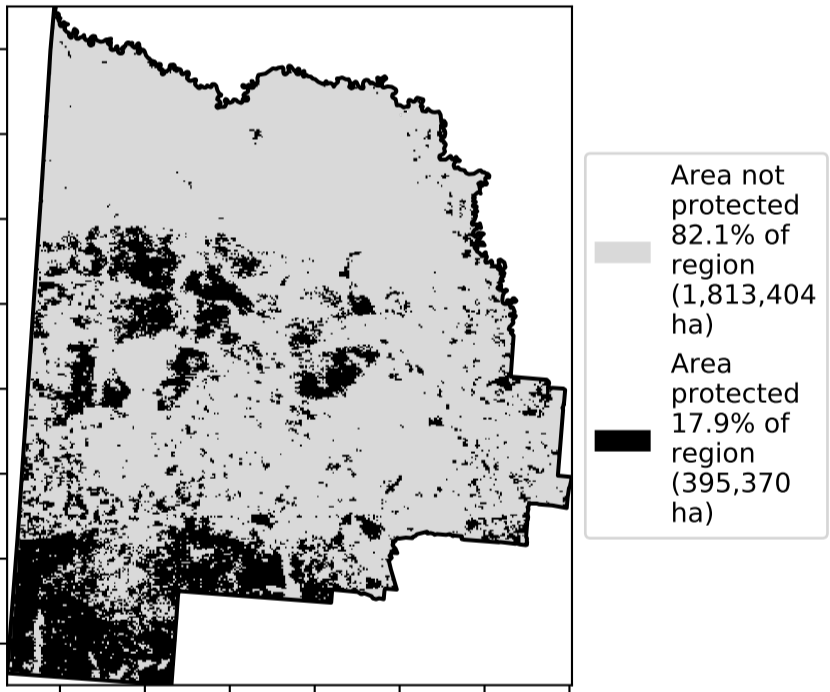 Area not
protected
82.1% of
region
(1,813,404
ha)
Area
protected
17.9% of
region
(395,370
ha)